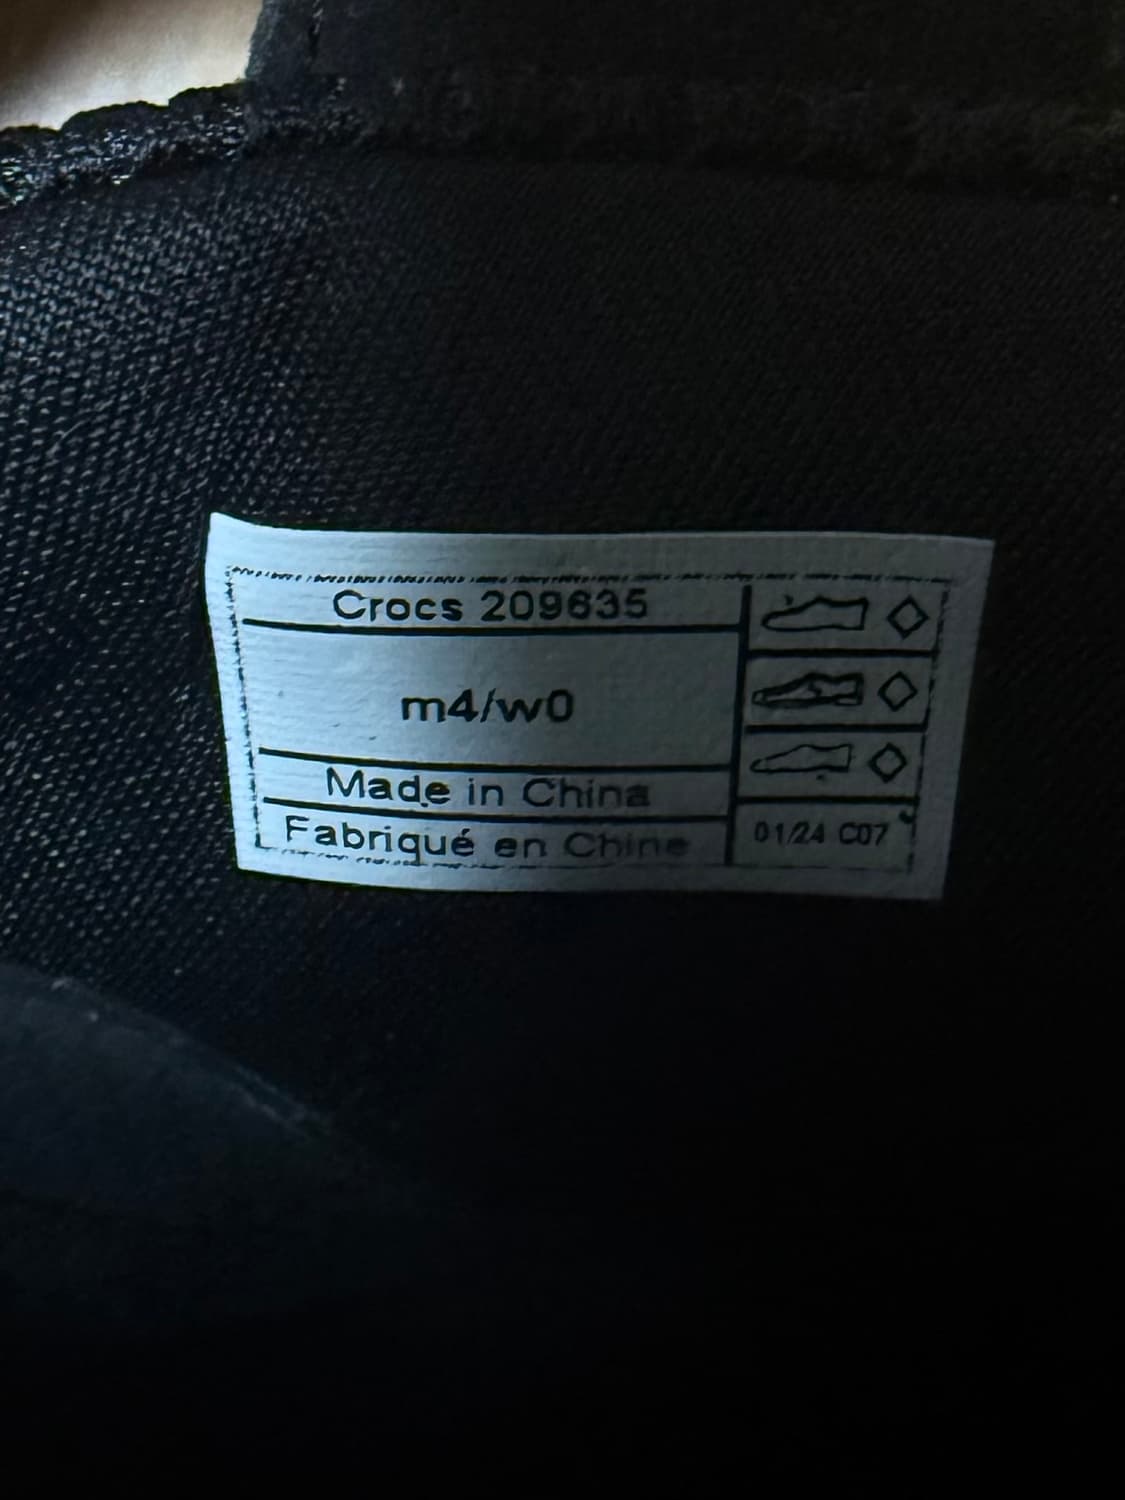 Crocs 209635
m4/w0
Made in China
Fabriqué en Chine
01/24 C07